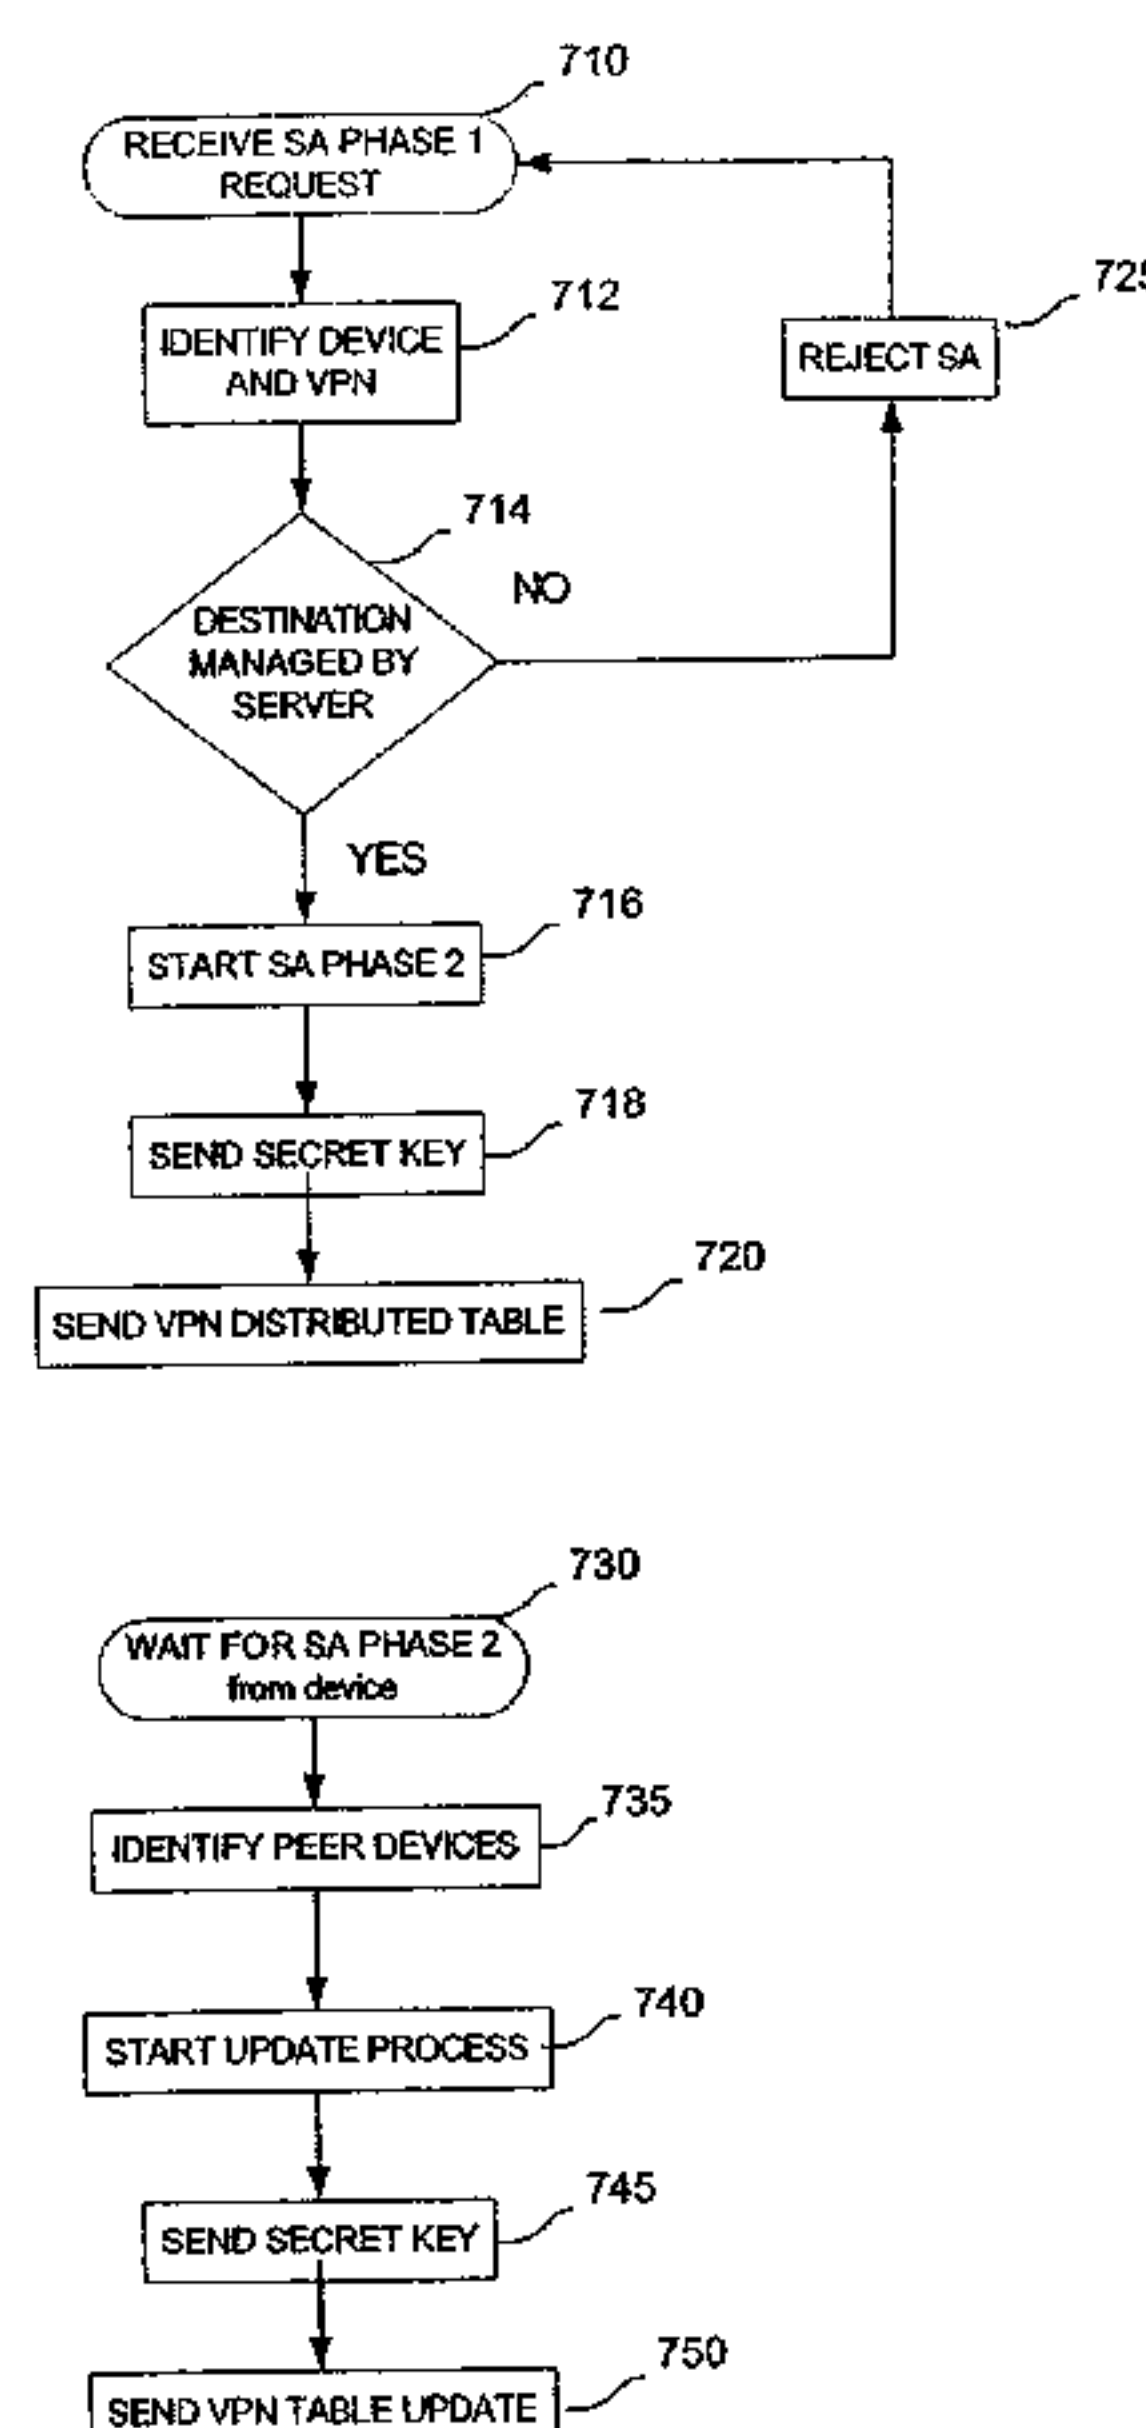 710
RECEIVE SA PHASE 1
REQUEST
712
IDENTIFY DEVICE
AND VPN
725
REJECT SA
714
NO
DESTINATION
MANAGED BY
SERVER
YES
716
START SA PHASE 2
718
SEND SECRET KEY
720
SEND VPN DISTRIBUTED TABLE
730
WAIT FOR SA PHASE 2
from device
735
IDENTIFY PEER DEVICES
740
START UPDATE PROCESS
745
SEND SECRET KEY
750
SEND VPN TABLE UPDATE